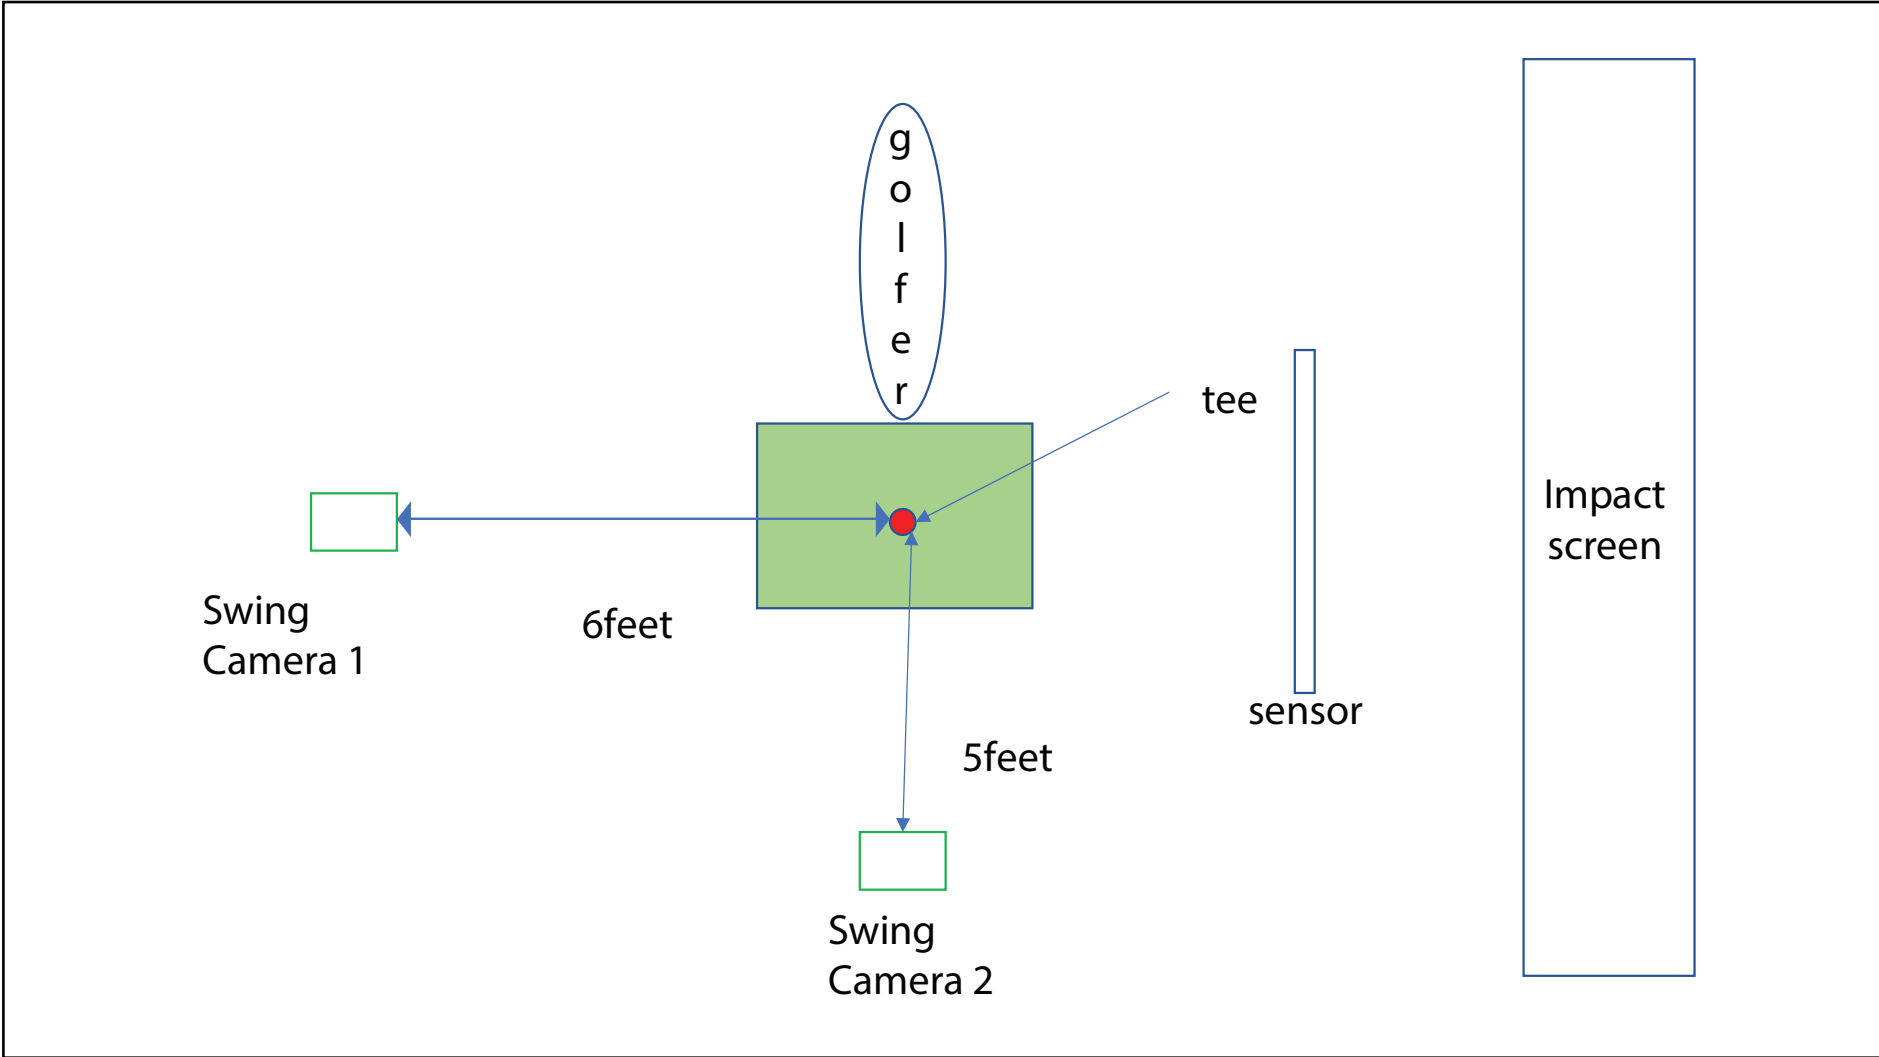 g
o
l
f
e
r
tee
Impact
screen
Swing
Camera 1
6feet
sensor
5feet
Swing
Camera 2